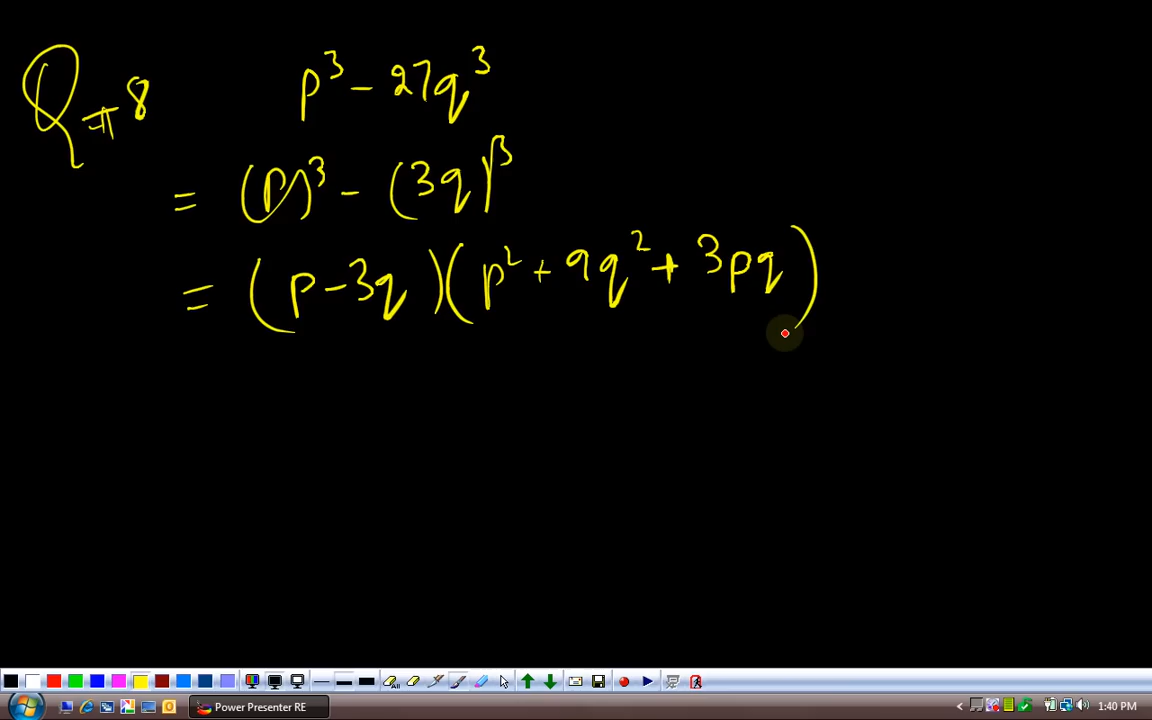 Q # 8 p³ - 27q³
= (p)³ - (3q)³
= (p - 3q)(p² + 9q² + 3pq)
Power Presenter RE
1:40 PM